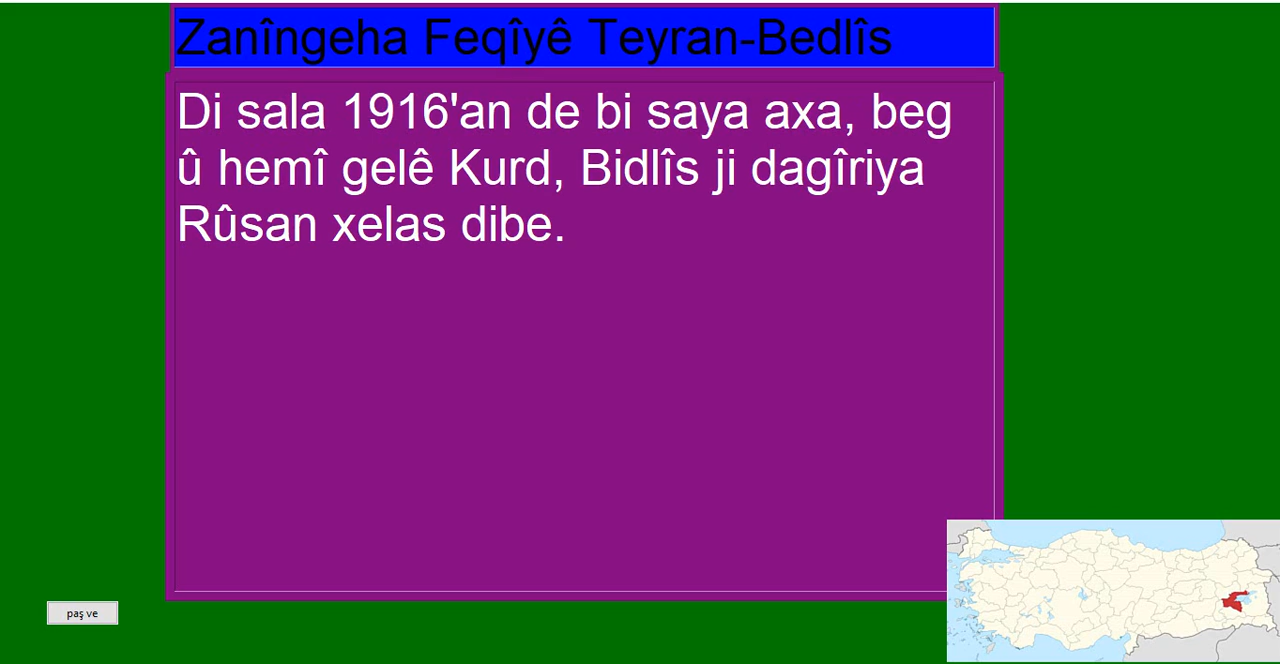 Zanîngeha Feqîyê Teyran-Bedlîs
Di sala 1916'an de bi saya axa, beg
û hemî gelê Kurd, Bidlîs ji dagîriya
Rûsan xelas dibe.
paş ve